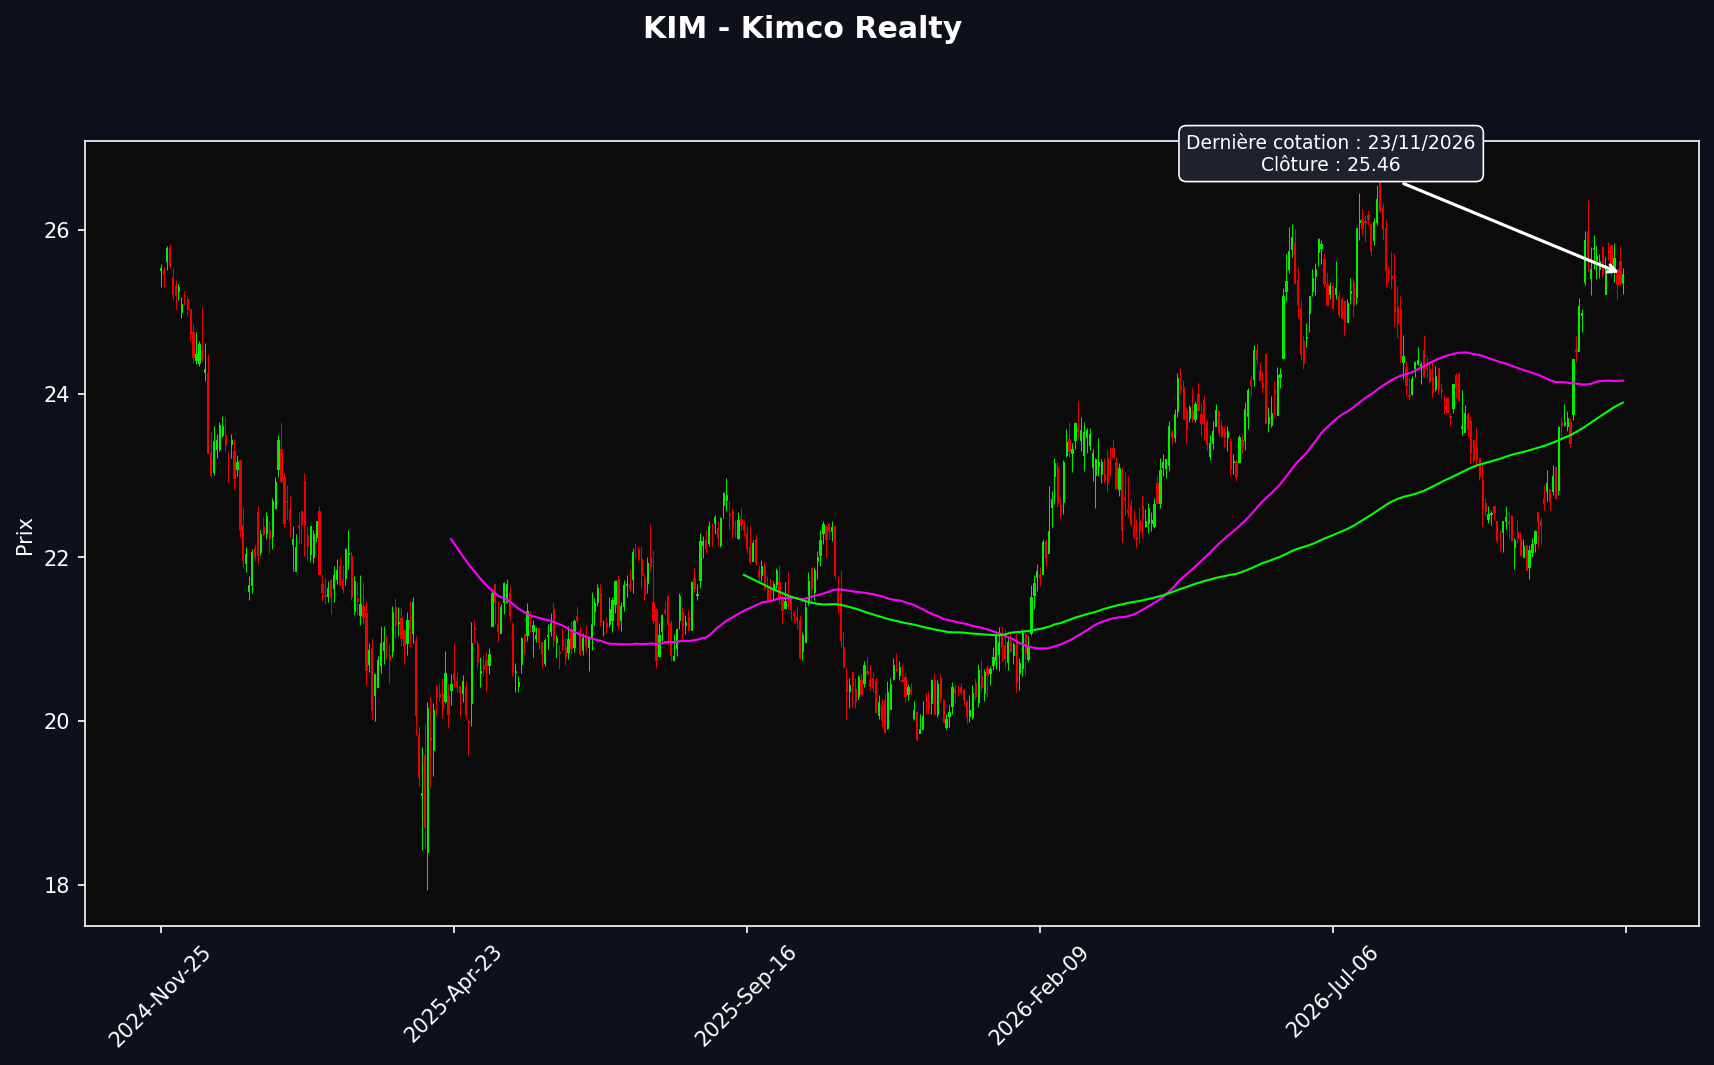 KIM - Kimco Realty
Dernière cotation : 23/11/2026
Clôture : 25.46
Prix
26
24
22
20
18
2024-Nov-25
2025-Apr-23
2025-Sep-16
2026-Feb-09
2026-Jul-06